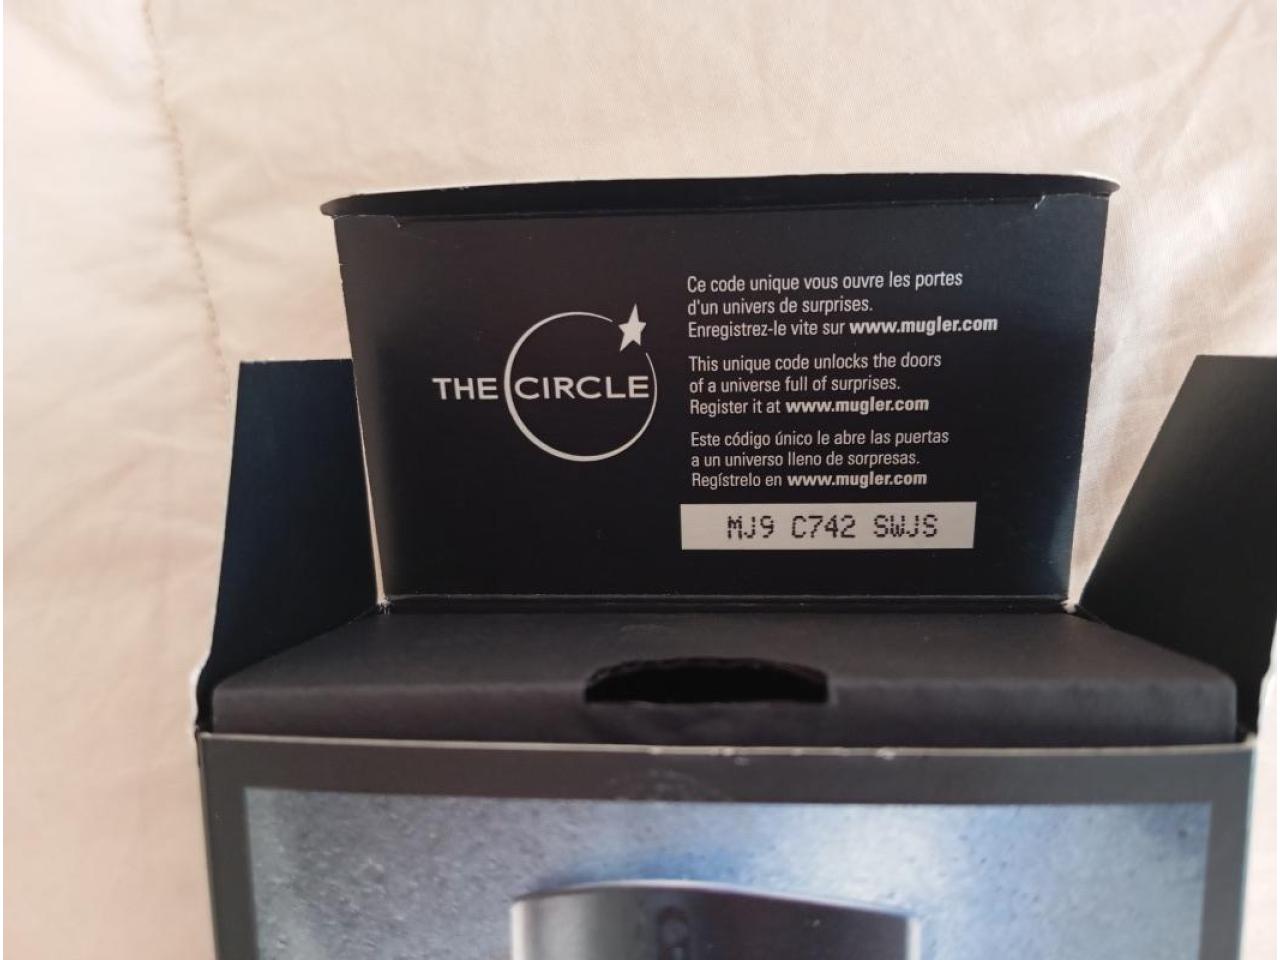 THE CIRCLE
Ce code unique vous ouvre les portes
d'un univers de surprises.
Enregistrez-le vite sur www.mugler.com
This unique code unlocks the doors
of a universe full of surprises.
Register it at www.mugler.com
Este código único le abre las puertas
a un universo lleno de sorpresas.
Regístrelo en www.mugler.com
MJ9 C742 SWJS